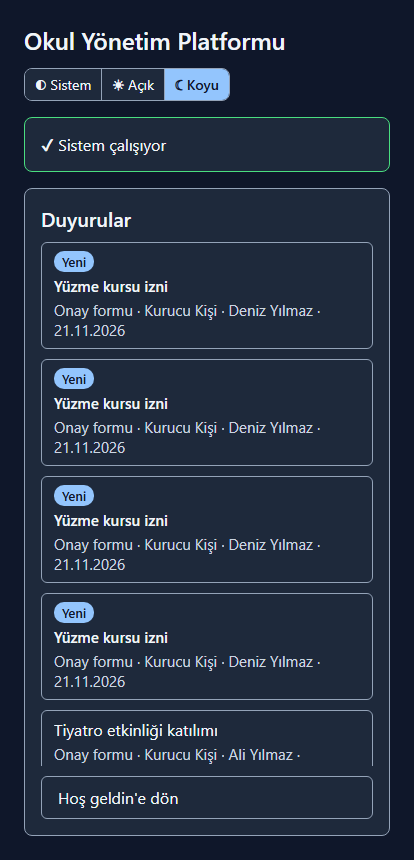 Okul Yönetim Platformu
◐ Sistem ☀ Açık ☾ Koyu
✔ Sistem çalışıyor
Duyurular
Yeni
Yüzme kursu izni
Onay formu · Kurucu Kişi · Deniz Yılmaz ·
21.11.2026
Yeni
Yüzme kursu izni
Onay formu · Kurucu Kişi · Deniz Yılmaz ·
21.11.2026
Yeni
Yüzme kursu izni
Onay formu · Kurucu Kişi · Deniz Yılmaz ·
21.11.2026
Yeni
Yüzme kursu izni
Onay formu · Kurucu Kişi · Deniz Yılmaz ·
21.11.2026
Tiyatro etkinliği katılımı
Onay formu · Kurucu Kişi · Ali Yılmaz ·
Hoş geldin'e dön